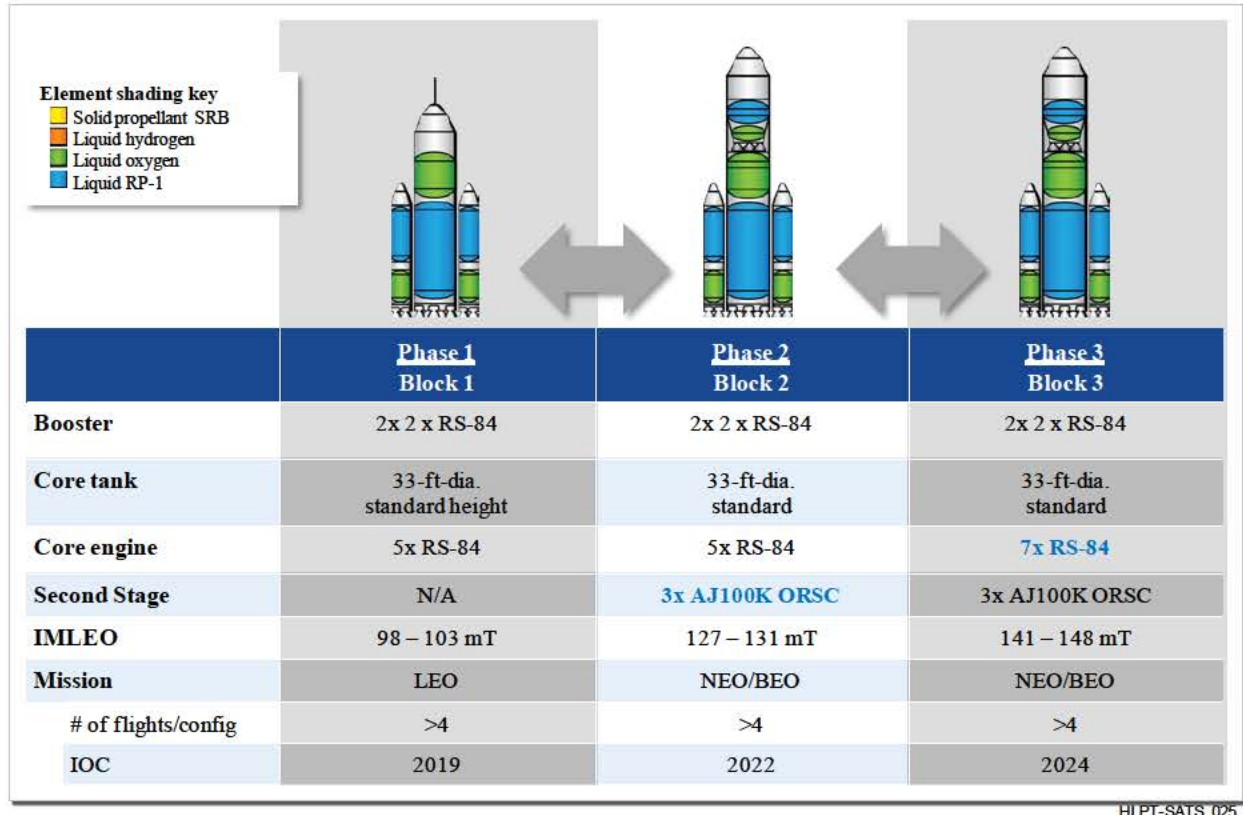 Element shading key
Solid propellant SRB
Liquid hydrogen
Liquid oxygen
Liquid RP-1
Phase 1 Phase 2 Phase 3
Block 1 Block 2 Block 3
Booster 2x 2 x RS-84 2x 2 x RS-84 2x 2 x RS-84
Core tank 33-ft-dia. 33-ft-dia. 33-ft-dia.
standard height standard standard
Core engine 5x RS-84 5x RS-84 7x RS-84
Second Stage N/A 3x AJ100K ORSC 3x AJ100K ORSC
IMLEO 98 – 103 mT 127 – 131 mT 141 – 148 mT
Mission LEO NEO/BEO NEO/BEO
# of flights/config >4 >4 >4
IOC 2019 2022 2024
HLPT-SATS_025